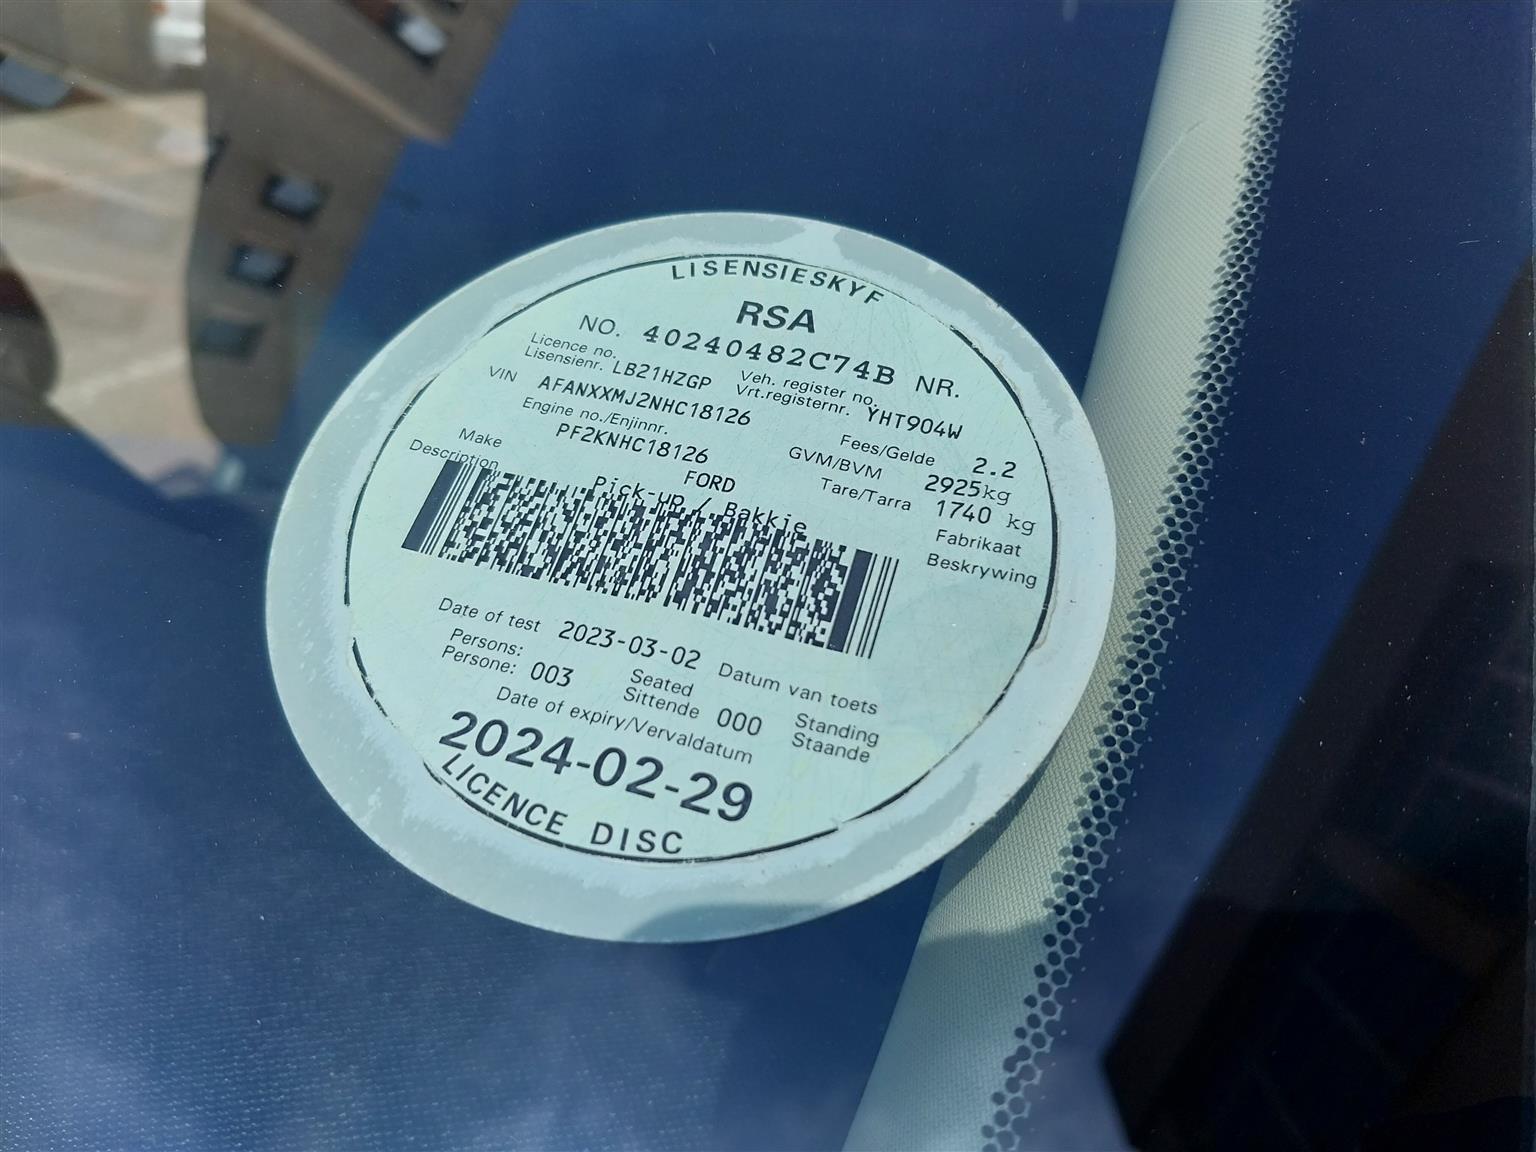 LISENSIESKYF
RSA
NO. 40240482C74B NR.
Licence no. Veh. register no.
Lisensienr. LB21HZGP Vrt.registernr. YHT904W
VIN AFANXXMJ2NHC18126 Fees/Gelde 2.2
Engine no./Enjinnr. GVM/BVM 2925kg
PF2KNHC18126 Tare/Tarra 1740 kg
Make FORD Fabrikaat
Description Pick-up / Bakkie Beskrywing
Date of test 2023-03-02 Datum van toets
Persons: Seated Standing
Persone: 003 Sittende 000 Staande
Date of expiry/Vervaldatum
2024-02-29
LICENCE DISC